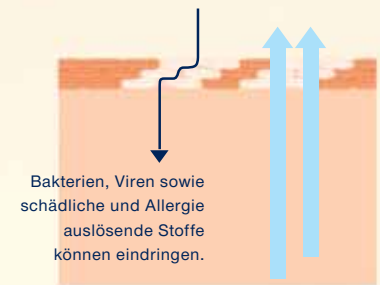 Bakterien, Viren sowie
schädliche und Allergie
auslösende Stoffe
können eindringen.